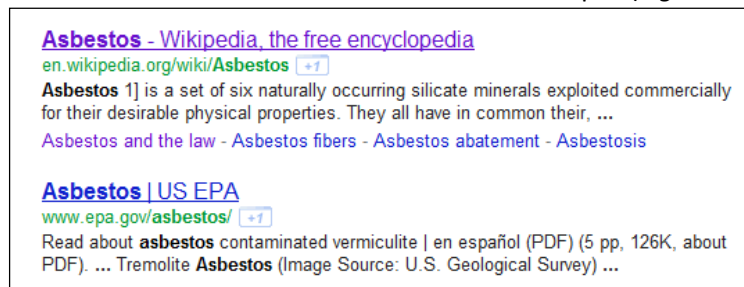 Asbestos - Wikipedia, the free encyclopedia
en.wikipedia.org/wiki/Asbestos +1
Asbestos 1] is a set of six naturally occurring silicate minerals exploited commercially
for their desirable physical properties. They all have in common their, ...
Asbestos and the law - Asbestos fibers - Asbestos abatement - Asbestosis
Asbestos | US EPA
www.epa.gov/asbestos/ +1
Read about asbestos contaminated vermiculite | en español (PDF) (5 pp, 126K, about
PDF). ... Tremolite Asbestos (Image Source: U.S. Geological Survey) ...